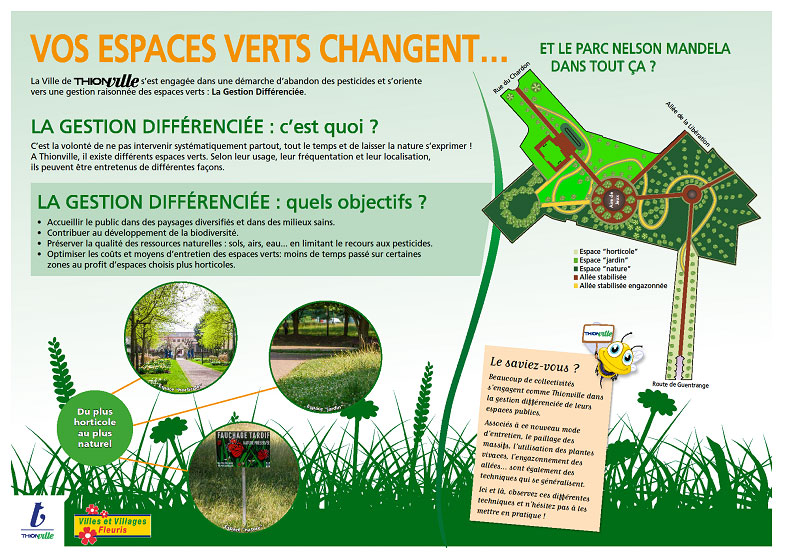 VOS ESPACES VERTS CHANGENT...
La Ville de THIONville s'est engagée dans une démarche d'abandon des pesticides et s'oriente
vers une gestion raisonnée des espaces verts : La Gestion Différenciée.
LA GESTION DIFFÉRENCIÉE : c'est quoi ?
C'est la volonté de ne pas intervenir systématiquement partout, tout le temps et de laisser la nature s'exprimer !
A Thionville, il existe différents espaces verts. Selon leur usage, leur fréquentation et leur localisation,
ils peuvent être entretenus de différentes façons.
LA GESTION DIFFÉRENCIÉE : quels objectifs ?
• Accueillir le public dans des paysages diversifiés et dans des milieux sains.
• Contribuer au développement de la biodiversité.
• Préserver la qualité des ressources naturelles : sols, airs, eau... en limitant le recours aux pesticides.
• Optimiser les coûts et moyens d'entretien des espaces verts: moins de temps passé sur certaines
zones au profit d'espaces choisis plus horticoles.
Du plus
horticole
au plus
naturel
Espace "horticole"
Espace "jardin"
FAUCHAGE TARDIF
NATURE PRÉSERVÉE
Espace "nature"
THIONville
Villes et Villages
Fleuris
ET LE PARC NELSON MANDELA
DANS TOUT ÇA ?
Rue du Chardon
Allée de la Libération
Aire de
Jeux
Espace "horticole"
Espace "jardin"
Espace "nature"
Allée stabilisée
Allée stabilisée engazonnée
Route de Guentrange
THIONville
Le saviez-vous ?
Beaucoup de collectivités
s'engagent comme Thionville dans
la gestion différenciée de leurs
espaces publics.
Associés à ce nouveau mode
d'entretien, le paillage des
massifs, l'utilisation des plantes
vivaces, l'engazonnement des
allées... sont également des
techniques qui se généralisent.
Ici et là, observez ces différentes
techniques et n'hésitez pas à les
mettre en pratique !